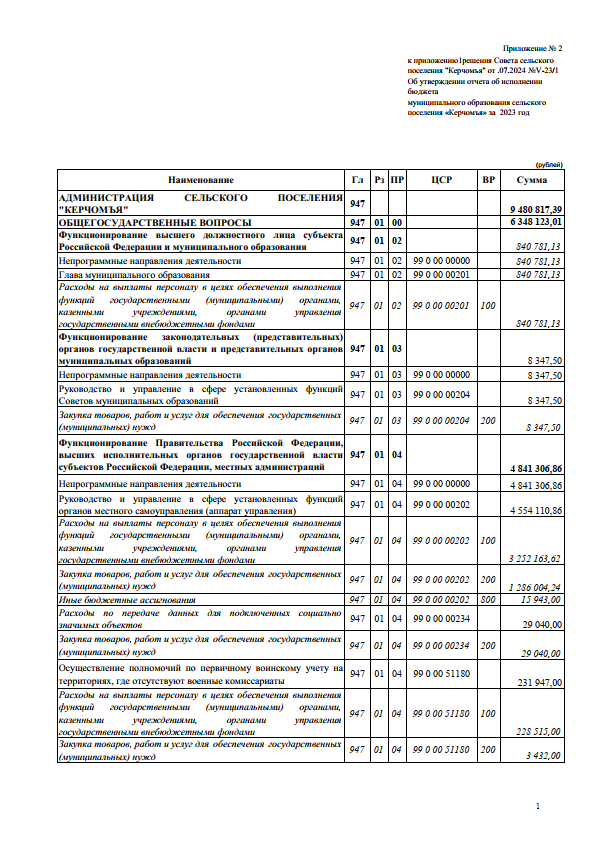 Приложение № 2
к приложению1решения Совета сельского
поселения "Керчомъя" от .07.2024 №V-23/1
Об утверждении отчета об исполнении
бюджета
муниципального образования сельского
поселения «Керчомъя» за 2023 год
(рублей)
Наименование Гл Рз ПР ЦСР ВР Сумма
АДМИНИСТРАЦИЯ СЕЛЬСКОГО ПОСЕЛЕНИЯ
"КЕРЧОМЪЯ" 947 9 480 817,39
ОБЩЕГОСУДАРСТВЕННЫЕ ВОПРОСЫ 947 01 00 6 348 123,01
Функционирование высшего должностного лица субъекта
Российской Федерации и муниципального образования 947 01 02 840 781,13
Непрограммные направления деятельности 947 01 02 99 0 00 00000 840 781,13
Глава муниципального образования 947 01 02 99 0 00 00201 840 781,13
Расходы на выплаты персоналу в целях обеспечения выполнения
функций государственными (муниципальными) органами,
казенными учреждениями, органами управления
государственными внебюджетными фондами 947 01 02 99 0 00 00201 100 840 781,13
Функционирование законодательных (представительных)
органов государственной власти и представительных органов
муниципальных образований 947 01 03 8 347,50
Непрограммные направления деятельности 947 01 03 99 0 00 00000 8 347,50
Руководство и управление в сфере установленных функций
Советов муниципальных образований 947 01 03 99 0 00 00204 8 347,50
Закупка товаров, работ и услуг для обеспечения государственных
(муниципальных) нужд 947 01 03 99 0 00 00204 200 8 347,50
Функционирование Правительства Российской Федерации,
высших исполнительных органов государственной власти
субъектов Российской Федерации, местных администраций 947 01 04 4 841 306,86
Непрограммные направления деятельности 947 01 04 99 0 00 00000 4 841 306,86
Руководство и управление в сфере установленных функций
органов местного самоуправления (аппарат управления) 947 01 04 99 0 00 00202 4 554 110,86
Расходы на выплаты персоналу в целях обеспечения выполнения
функций государственными (муниципальными) органами,
казенными учреждениями, органами управления
государственными внебюджетными фондами 947 01 04 99 0 00 00202 100 3 252 163,62
Закупка товаров, работ и услуг для обеспечения государственных
(муниципальных) нужд 947 01 04 99 0 00 00202 200 1 286 004,24
Иные бюджетные ассигнования 947 01 04 99 0 00 00202 800 15 943,00
Расходы по передаче данных для подключенных социально
значимых объектов 947 01 04 99 0 00 00234 29 040,00
Закупка товаров, работ и услуг для обеспечения государственных
(муниципальных) нужд 947 01 04 99 0 00 00234 200 29 040,00
Осуществление полномочий по первичному воинскому учету на
территориях, где отсутствуют военные комиссариаты 947 01 04 99 0 00 51180 231 947,00
Расходы на выплаты персоналу в целях обеспечения выполнения
функций государственными (муниципальными) органами,
казенными учреждениями, органами управления
государственными внебюджетными фондами 947 01 04 99 0 00 51180 100 228 515,00
Закупка товаров, работ и услуг для обеспечения государственных
(муниципальных) нужд 947 01 04 99 0 00 51180 200 3 432,00
1